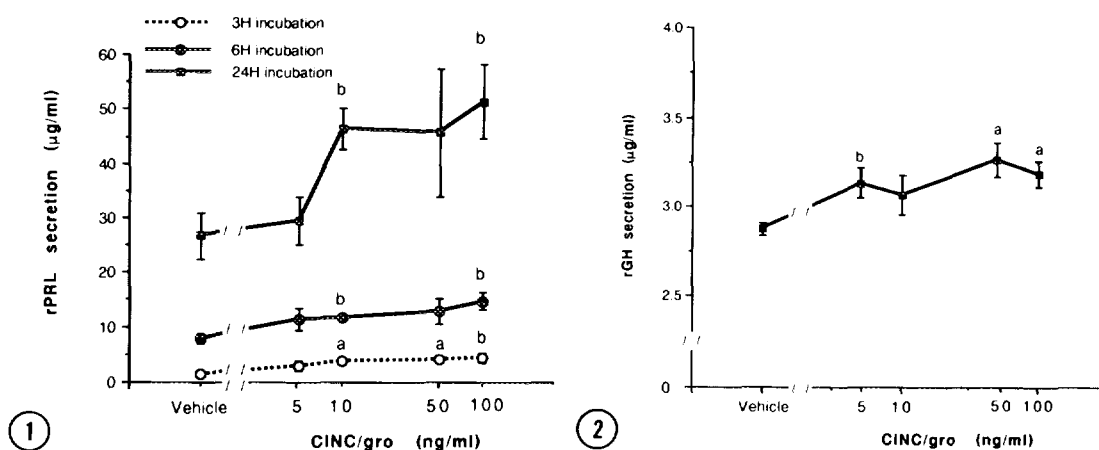 3H incubation
6H incubation
24H incubation
rPRL secretion (µg/ml)
60
50
40
30
20
10
0
b
b
b
b
a
a
b
Vehicle
5
10
50
100
CINC/gro (ng/ml)
1
rGH secretion (µg/ml)
4.0
3.5
3.0
2.5
0
b
a
a
Vehicle
5
10
50
100
CINC/gro (ng/ml)
2